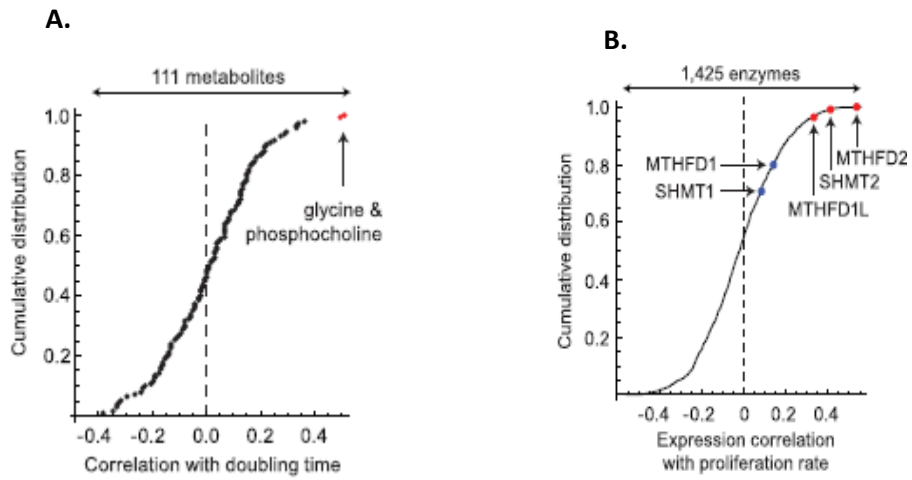 A.
111 metabolites
1.0
0.8
0.6
0.4
0.2
Cumulative distribution
glycine &
phosphocholine
-0.4 -0.2 0.0 0.2 0.4
Correlation with doubling time
B.
1,425 enzymes
1.0
0.8
0.6
0.4
0.2
Cumulative distribution
MTHFD1
SHMT1
MTHFD2
SHMT2
MTHFD1L
-0.4 -0.2 0 0.2 0.4
Expression correlation
with proliferation rate